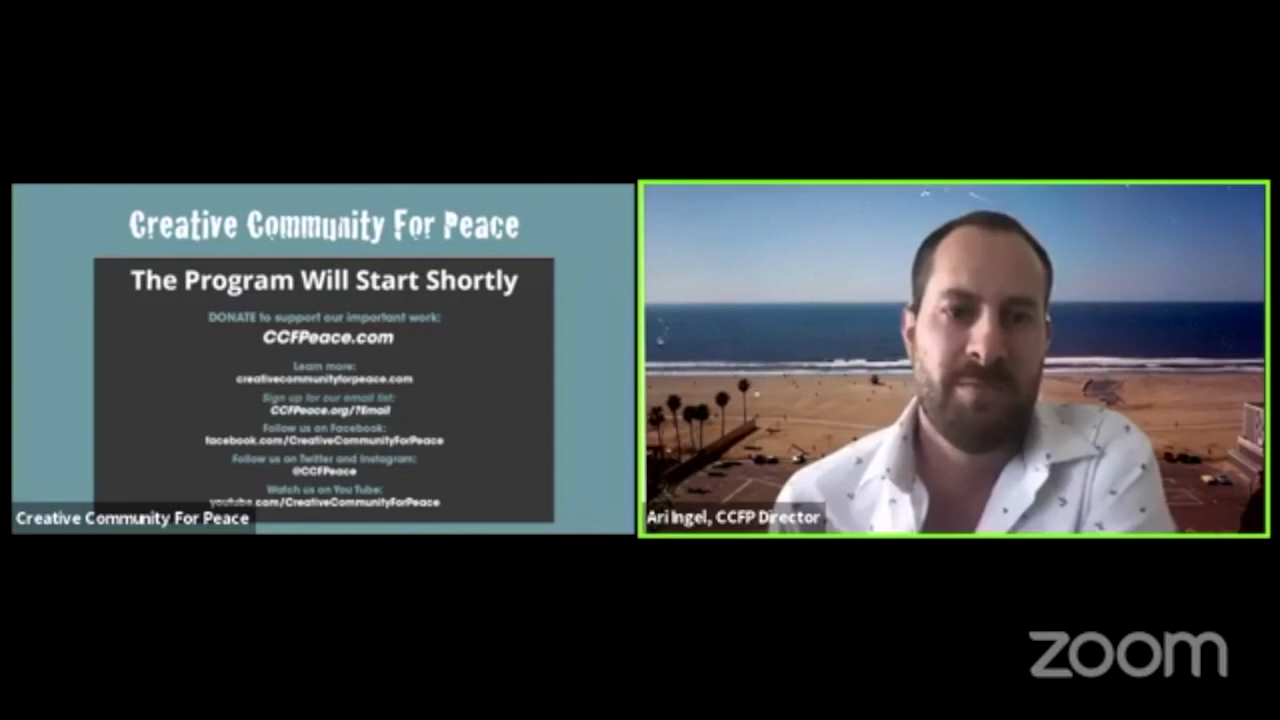 Creative Community For Peace
The Program Will Start Shortly
DONATE to support our important work:
CCFPeace.com
Learn more:
creativecommunityforpeace.com
Sign up for our email list:
CCFPeace.org/?Email
Follow us on Facebook:
facebook.com/CreativeCommunityForPeace
Follow us on Twitter and Instagram:
@CCFPeace
Watch us on You Tube:
youtube.com/CreativeCommunityForPeace
Creative Community For Peace
Ari Ingel, CCFP Director
zoom